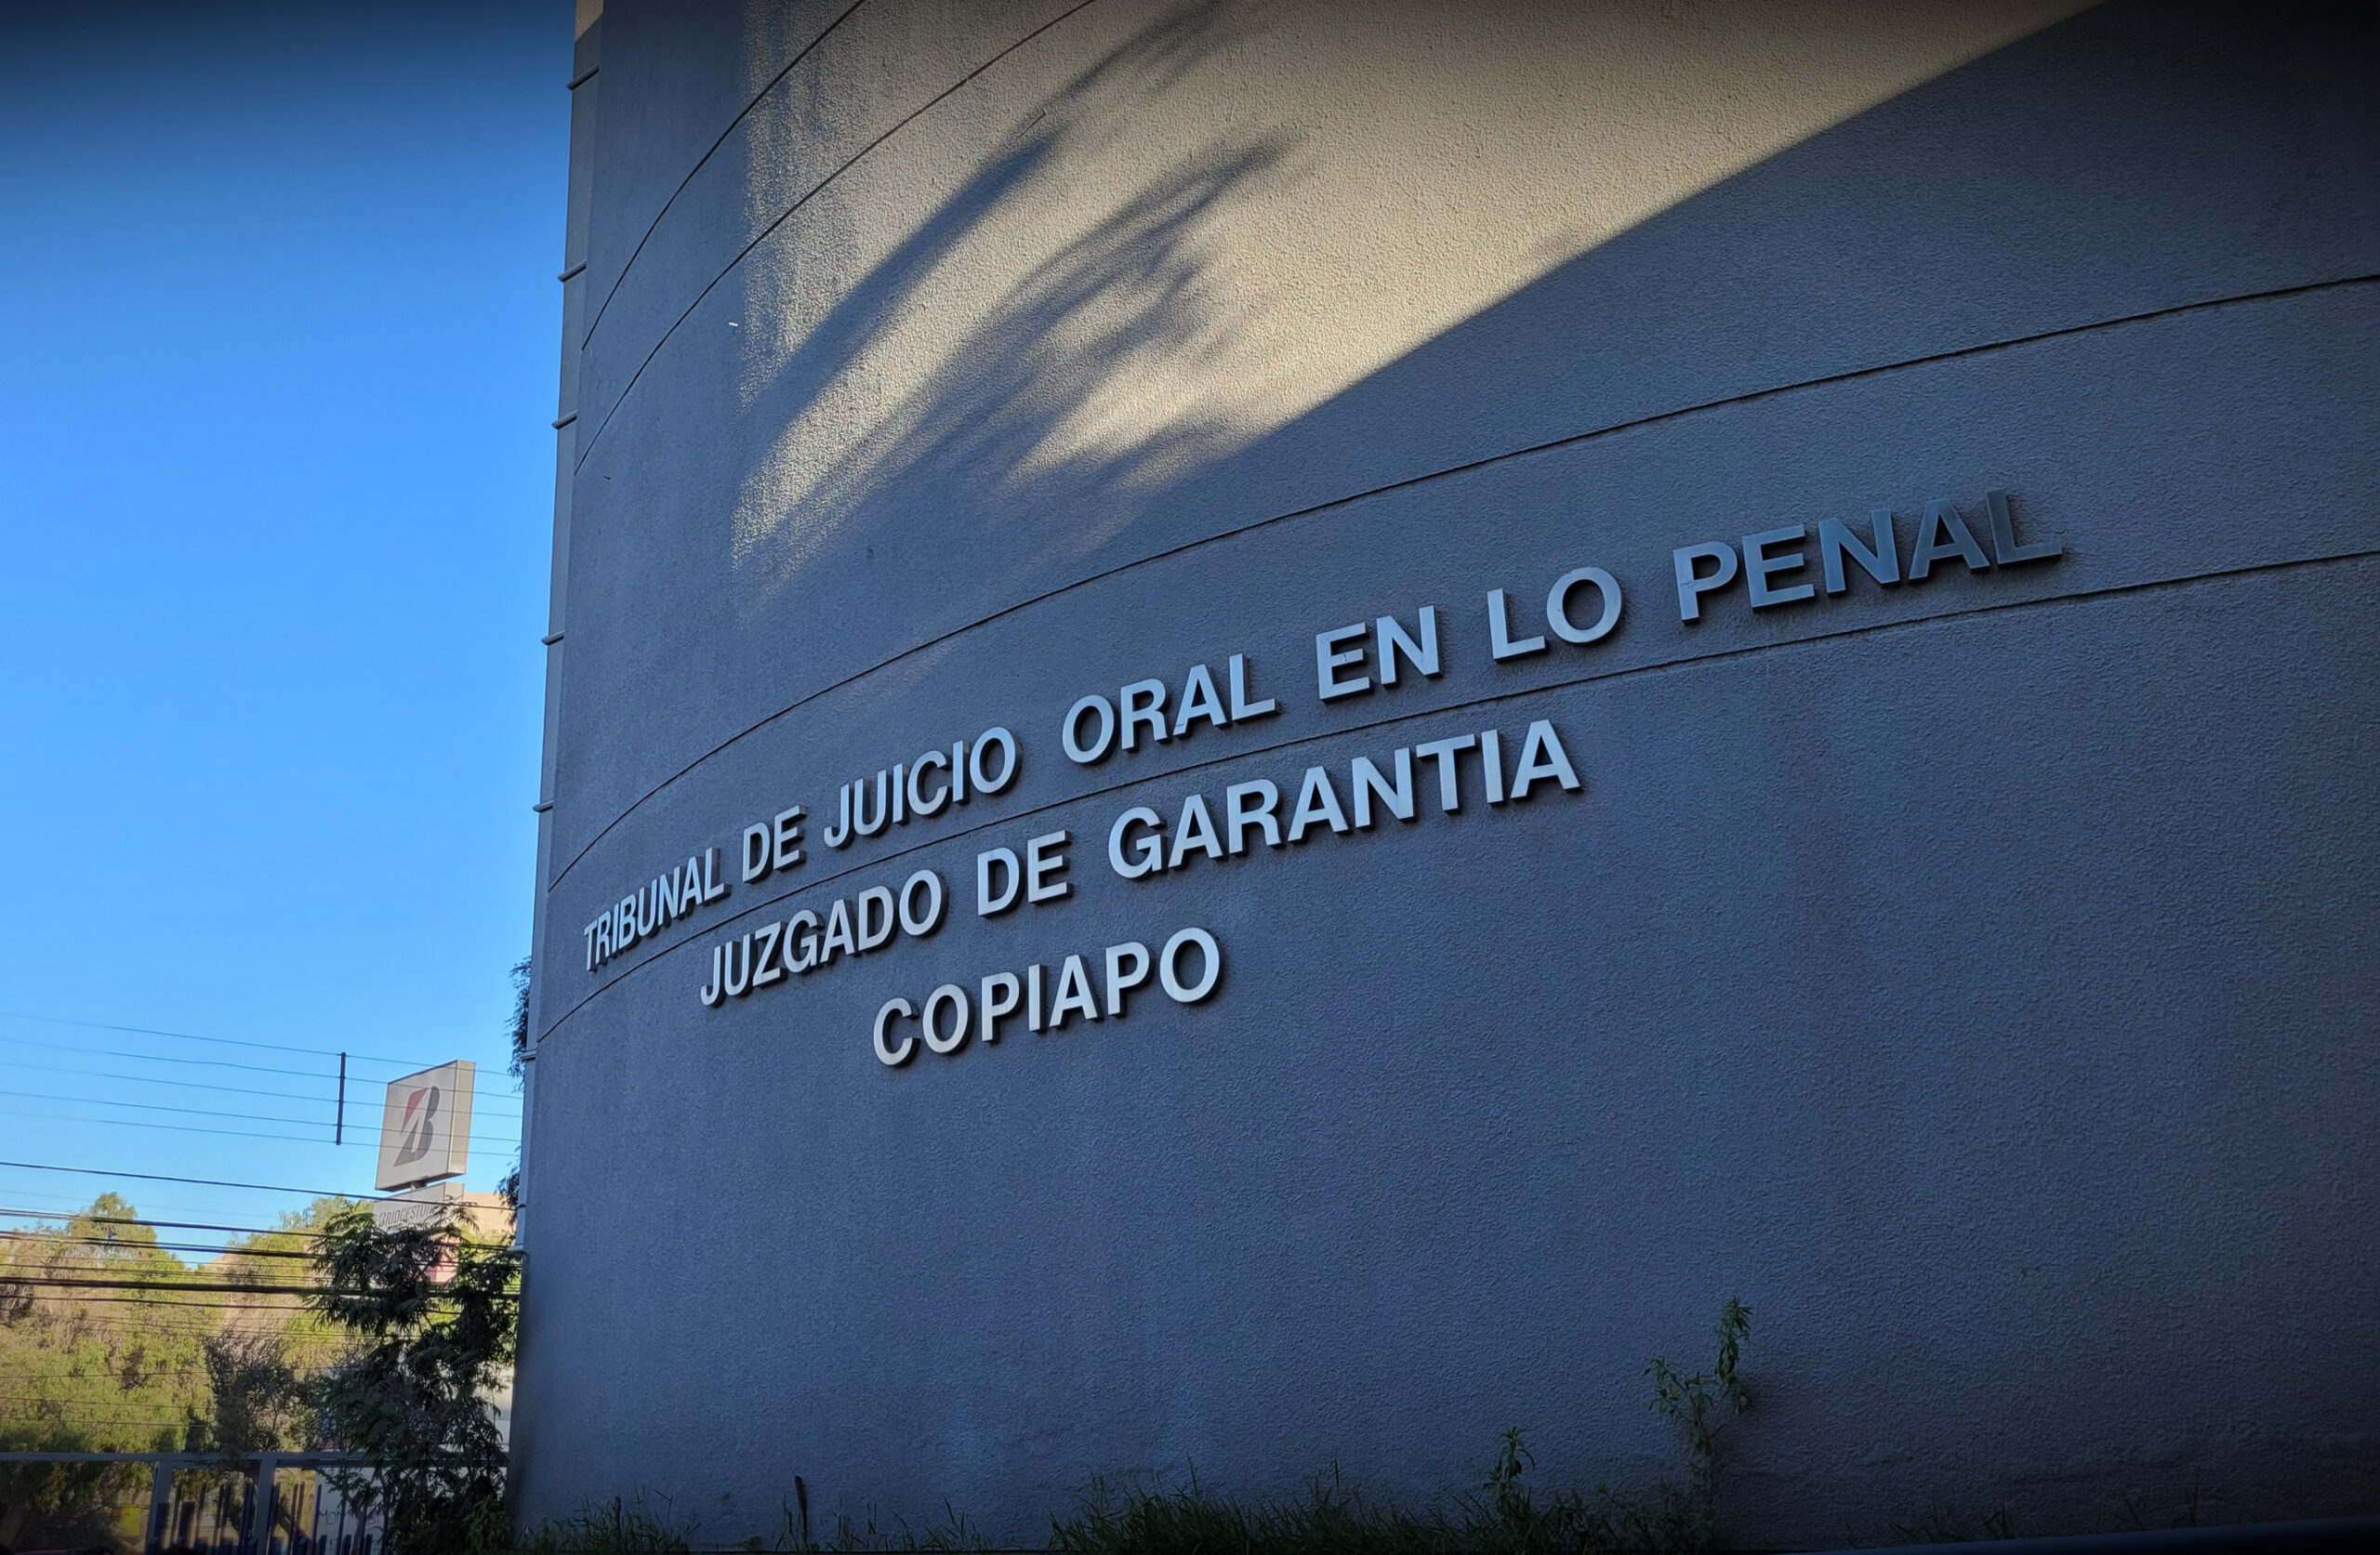 TRIBUNAL DE JUICIO ORAL EN LO PENAL
JUZGADO DE GARANTIA
COPIAPO
B